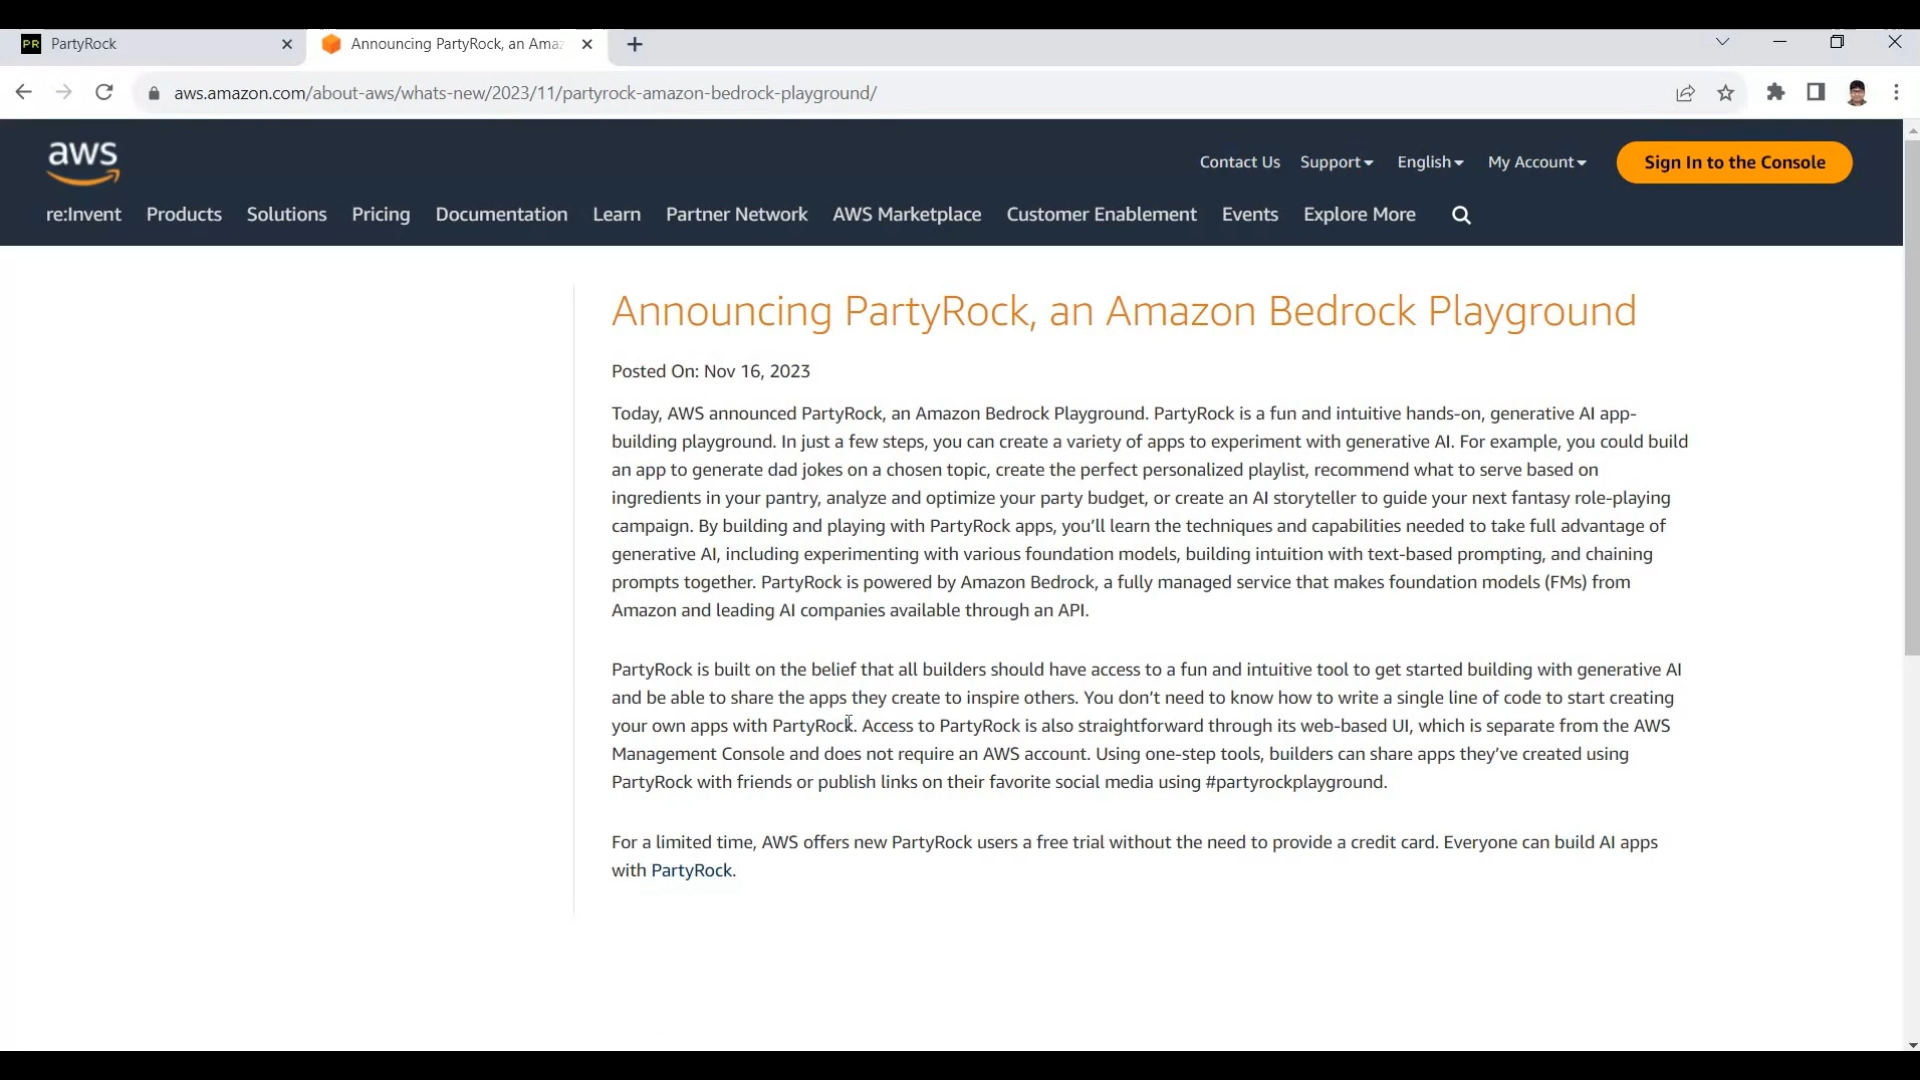 PR PartyRock
Announcing PartyRock, an Ama
aws.amazon.com/about-aws/whats-new/2023/11/partyrock-amazon-bedrock-playground/
aws
Contact Us Support English My Account Sign In to the Console
re:Invent Products Solutions Pricing Documentation Learn Partner Network AWS Marketplace Customer Enablement Events Explore More
Announcing PartyRock, an Amazon Bedrock Playground
Posted On: Nov 16, 2023
Today, AWS announced PartyRock, an Amazon Bedrock Playground. PartyRock is a fun and intuitive hands-on, generative AI app-
building playground. In just a few steps, you can create a variety of apps to experiment with generative AI. For example, you could build
an app to generate dad jokes on a chosen topic, create the perfect personalized playlist, recommend what to serve based on
ingredients in your pantry, analyze and optimize your party budget, or create an AI storyteller to guide your next fantasy role-playing
campaign. By building and playing with PartyRock apps, you’ll learn the techniques and capabilities needed to take full advantage of
generative AI, including experimenting with various foundation models, building intuition with text-based prompting, and chaining
prompts together. PartyRock is powered by Amazon Bedrock, a fully managed service that makes foundation models (FMs) from
Amazon and leading AI companies available through an API.
PartyRock is built on the belief that all builders should have access to a fun and intuitive tool to get started building with generative AI
and be able to share the apps they create to inspire others. You don’t need to know how to write a single line of code to start creating
your own apps with PartyRock. Access to PartyRock is also straightforward through its web-based UI, which is separate from the AWS
Management Console and does not require an AWS account. Using one-step tools, builders can share apps they’ve created using
PartyRock with friends or publish links on their favorite social media using #partyrockplayground.
For a limited time, AWS offers new PartyRock users a free trial without the need to provide a credit card. Everyone can build AI apps
with PartyRock.